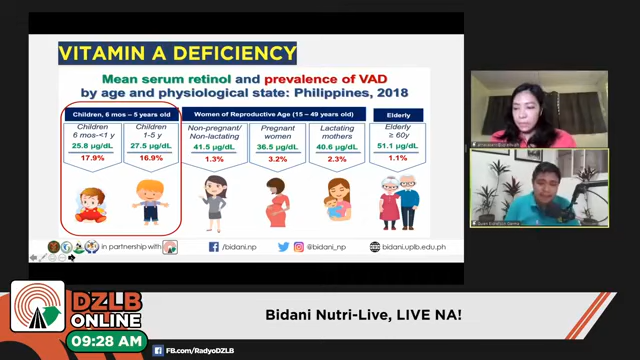 VITAMIN A DEFICIENCY
Mean serum retinol and prevalence of VAD
by age and physiological state: Philippines, 2018
Children, 6 mos – 5 years old
Women of Reproductive Age (15 – 49 years old)
Elderly
Children
6 mos-<1 y
25.8 µg/dL
17.9%
Children
1-5 y
27.5 µg/dL
16.9%
Non-pregnant/
Non-lactating
41.5 µg/dL
1.3%
Pregnant
women
36.5 µg/dL
3.2%
Lactating
mothers
40.6 µg/dL
2.3%
Elderly
≥ 60y
51.1 µg/dL
1.1%
in partnership with
/bidani.np
@bidani_np
bidani.uplb.edu.ph
DZLB
ONLINE
09:28 AM
Bidani Nutri-Live, LIVE NA!
FB.com/RadyoDZLB